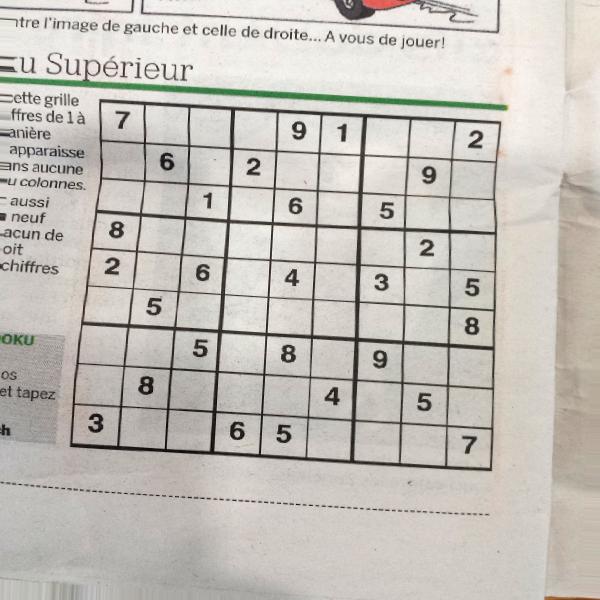 tre l'image de gauche et celle de droite... A vous de jouer!
u Supérieur
ette grille
ffres de 1 à
anière
apparaisse
ans aucune
u colonnes.
aussi
neuf
acun de
oit
chiffres
OKU
os
et tapez
h
7 9 1 2
6 2 9
1 6 5
8 2
2 6 4 3 5
5 8
5 8 9
8 4 5
3 6 5 7